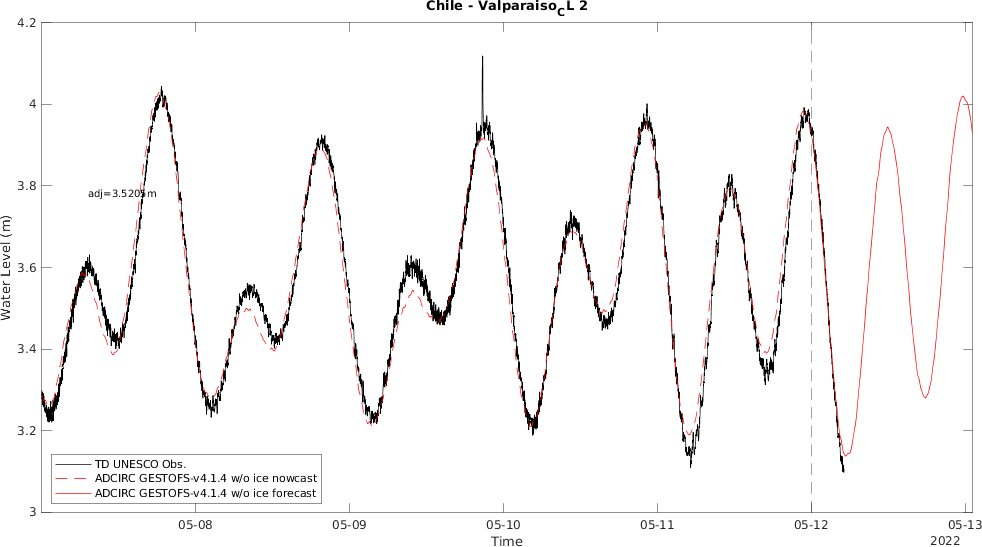 Chile - Valparaiso_CL 2
4.2
4
3.8
3.6
3.4
3.2
3
Water Level (m)
adj=3.5205m
TD UNESCO Obs.
ADCIRC GESTOFS-v4.1.4 w/o ice nowcast
ADCIRC GESTOFS-v4.1.4 w/o ice forecast
05-08
05-09
05-10
05-11
05-12
05-13
Time
2022